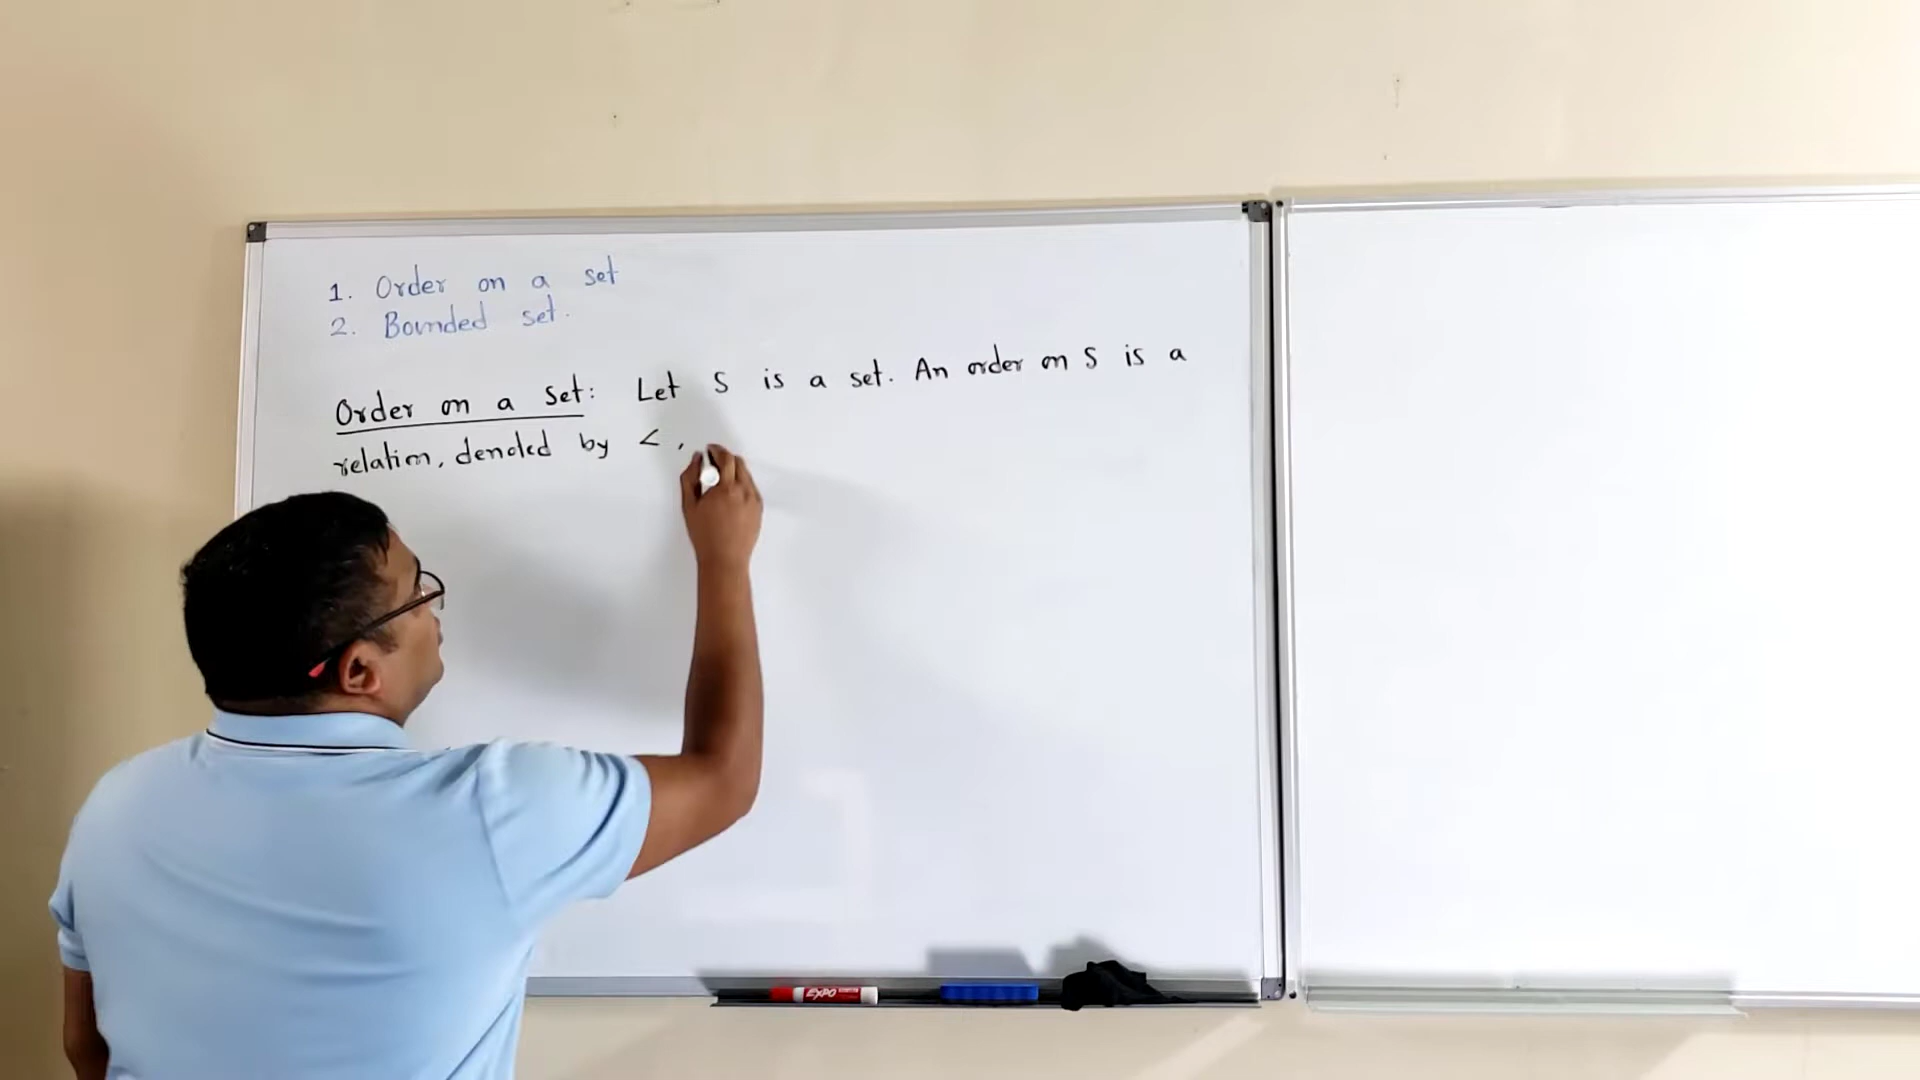 1. Order on a set
2. Bounded set.
Order on a set: Let S is a set. An order on S is a
relation, denoted by <,
EXPO